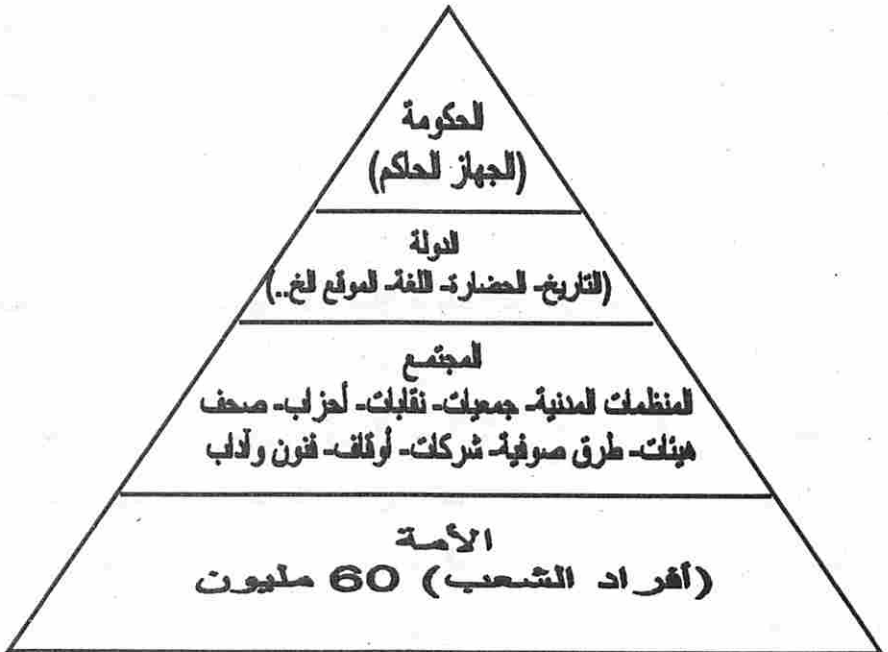 الحكومة
(الجهاز الحاكم)
الدولة
(التاريخ- الحضارة- اللغة- الموقع الخ..)
المجتمع
المنظمات المدنية- جمعيات- نقابات- أحزاب- صحف
هيئات- طرق صوفية- شركات- أوقاف- فنون وآداب
الأمة
(أفراد الشعب) 60 مليون